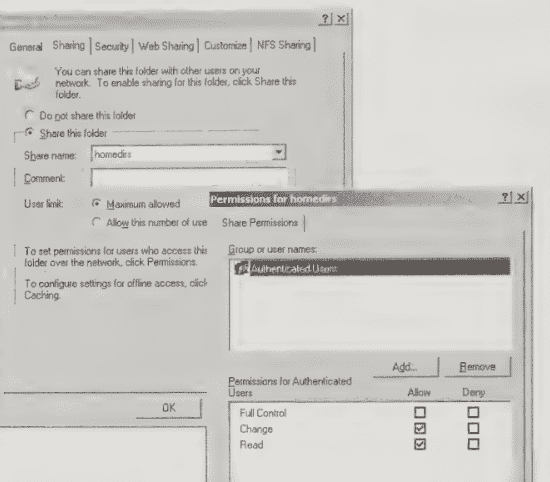 General Sharing Security Web Sharing Customize NFS Sharing
You can share this folder with other users on your
network. To enable sharing for this folder, click Share this
folder.
Do not share this folder
Share this folder
Share name: homedirs
Comment:
User limit: Maximum allowed
Allow this number of use
To set permissions for users who access this
folder over the network, click Permissions.
To configure settings for offline access, click
Caching.
OK
Permissions for homedirs
Share Permissions
Group or user names:
Authenticated Users
Add... Remove
Permissions for Authenticated
Users Allow Deny
Full Control
Change
Read